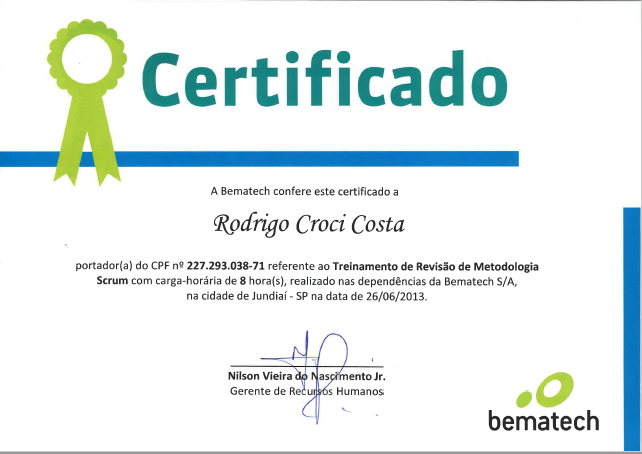 Certificado
A Bematech confere este certificado a
Rodrigo Croci Costa
portador(a) do CPF nº 227.293.038-71 referente ao Treinamento de Revisão de Metodologia
Scrum com carga-horária de 8 hora(s), realizado nas dependências da Bematech S/A,
na cidade de Jundiaí - SP na data de 26/06/2013.
Nilson Vieira do Nascimento Jr.
Gerente de Recursos Humanos
bematech